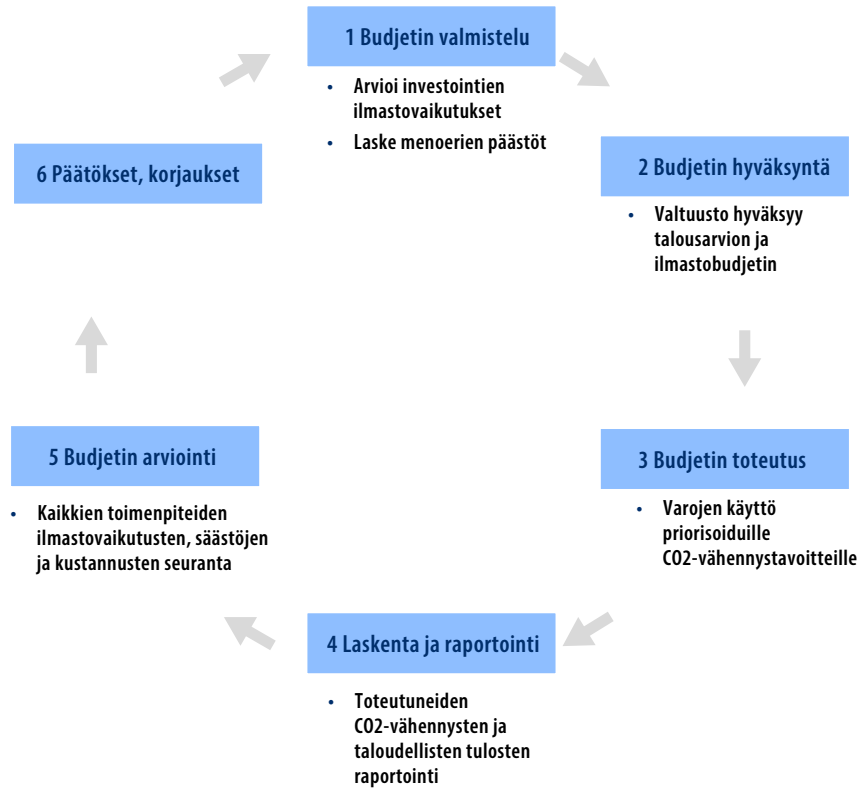 1 Budjetin valmistelu
• Arvioi investointien
ilmastovaikutukset
• Laske menoerien päästöt
2 Budjetin hyväksyntä
• Valtuusto hyväksyy
talousarvion ja
ilmastobudjetin
3 Budjetin toteutus
• Varojen käyttö
priorisoiduille
CO2-vähennystavoitteille
4 Laskenta ja raportointi
• Toteutuneiden
CO2-vähennysten ja
taloudellisten tulosten
raportointi
5 Budjetin arviointi
• Kaikkien toimenpiteiden
ilmastovaikutusten, säästöjen
ja kustannusten seuranta
6 Päätökset, korjaukset